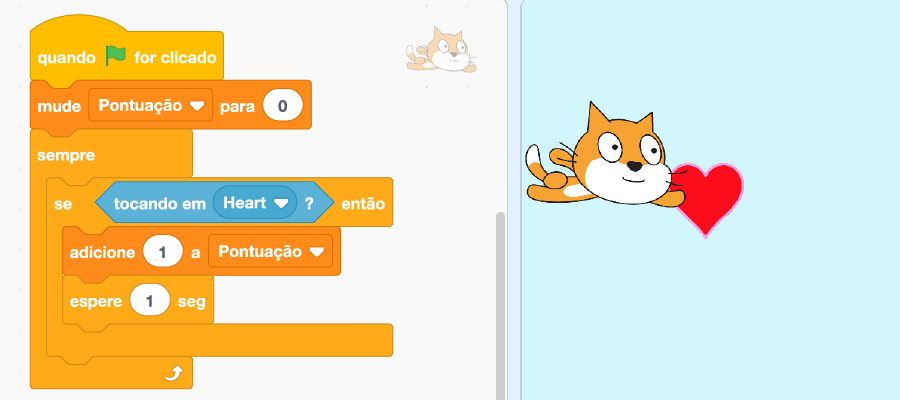 quando for clicado
mude Pontuação para 0
sempre
se tocando em Heart ? então
adicione 1 a Pontuação
espere 1 seg